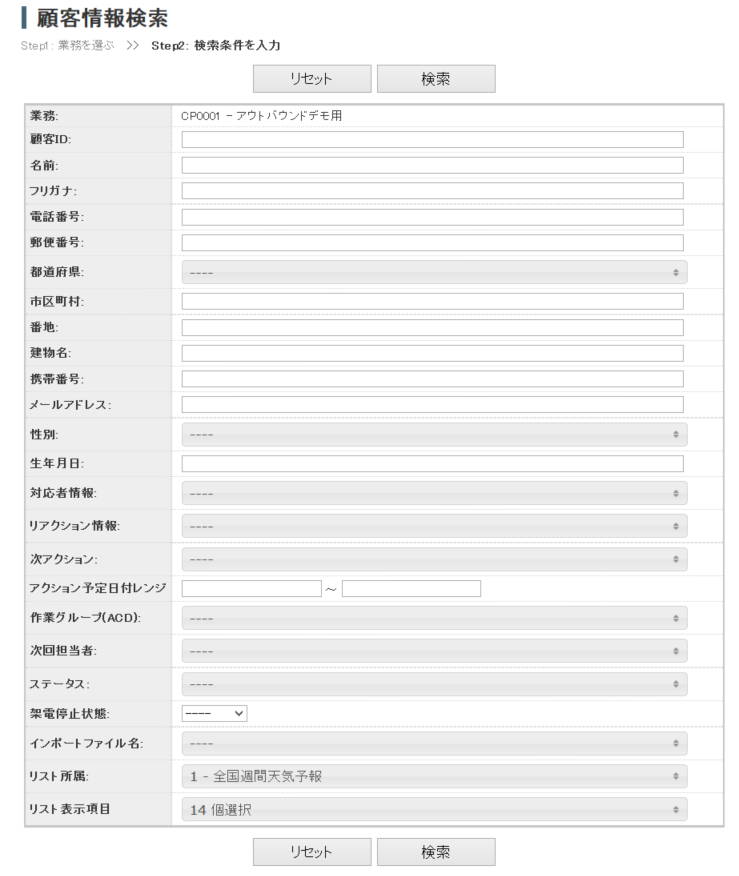 顧客情報検索
Step1: 業務を選ぶ >> Step2: 検索条件を入力
リセット 検索
業務: CP0001 - アウトバウンドデモ用
顧客ID:
名前:
フリガナ:
電話番号:
郵便番号:
都道府県: ----
市区町村:
番地:
建物名:
携帯番号:
メールアドレス:
性別: ----
生年月日:
対応者情報: ----
リアクション情報: ----
次アクション: ----
アクション予定日付レンジ ～
作業グループ(ACD): ----
次回担当者: ----
ステータス: ----
架電停止状態: ----
インポートファイル名: ----
リスト所属: 1 - 全国週間天気予報
リスト表示項目 14 個選択
リセット 検索